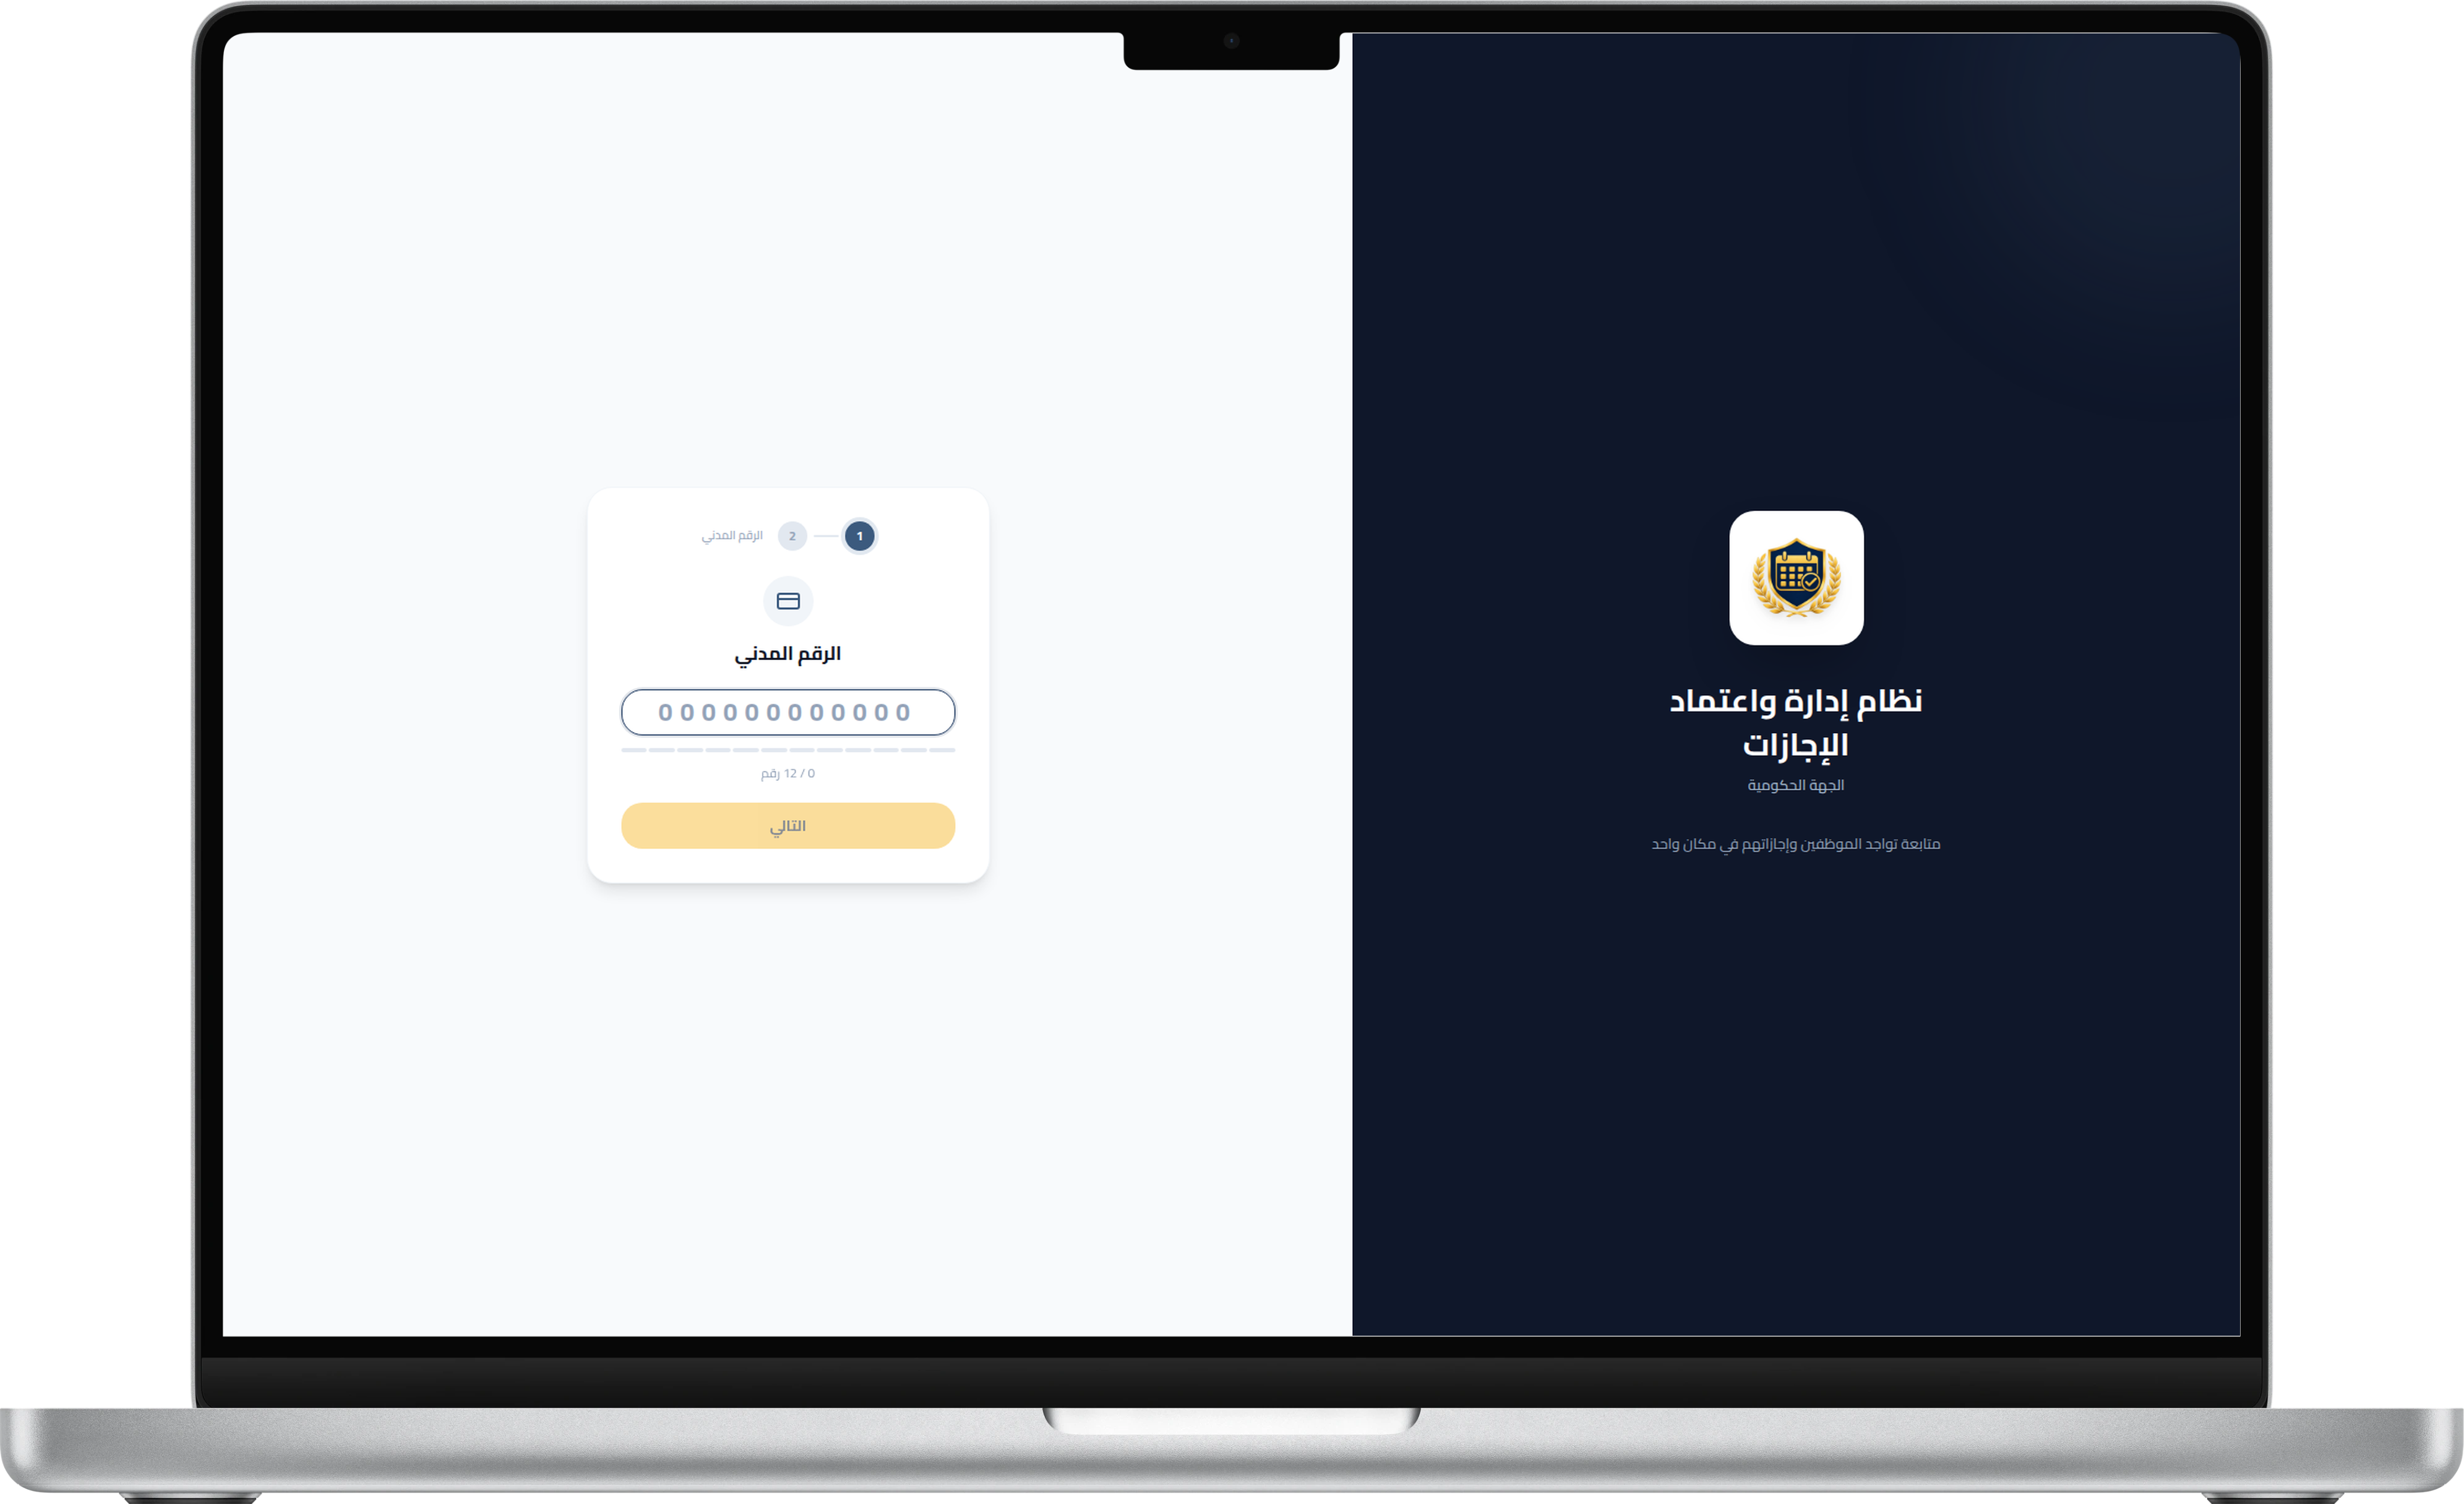 نظام إدارة واعتماد
الإجازات
الجهة الحكومية
متابعة تواجد الموظفين وإجازاتهم في مكان واحد
1
2
الرقم المدني
الرقم المدني
000000000000
0 / 12 رقم
التالي